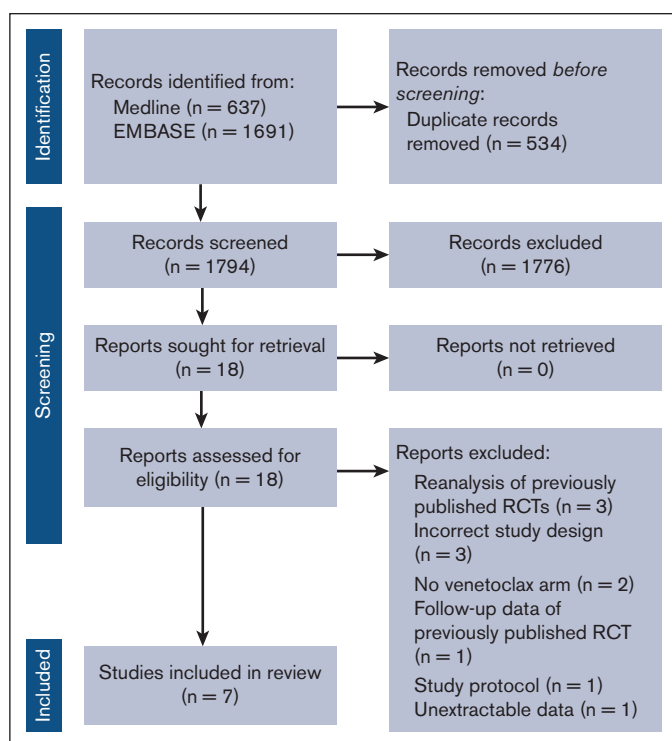 Identification
Records identified from:
Medline (n = 637)
EMBASE (n = 1691)
Records removed before
screening:
Duplicate records
removed (n = 534)
Screening
Records screened
(n = 1794)
Records excluded
(n = 1776)
Reports sought for retrieval
(n = 18)
Reports not retrieved
(n = 0)
Reports assessed for
eligibility (n = 18)
Reports excluded:
Reanalysis of previously
published RCTs (n = 3)
Incorrect study design
(n = 3)
No venetoclax arm (n = 2)
Follow-up data of
previously published RCT
(n = 1)
Study protocol (n = 1)
Unextractable data (n = 1)
Included
Studies included in review
(n = 7)